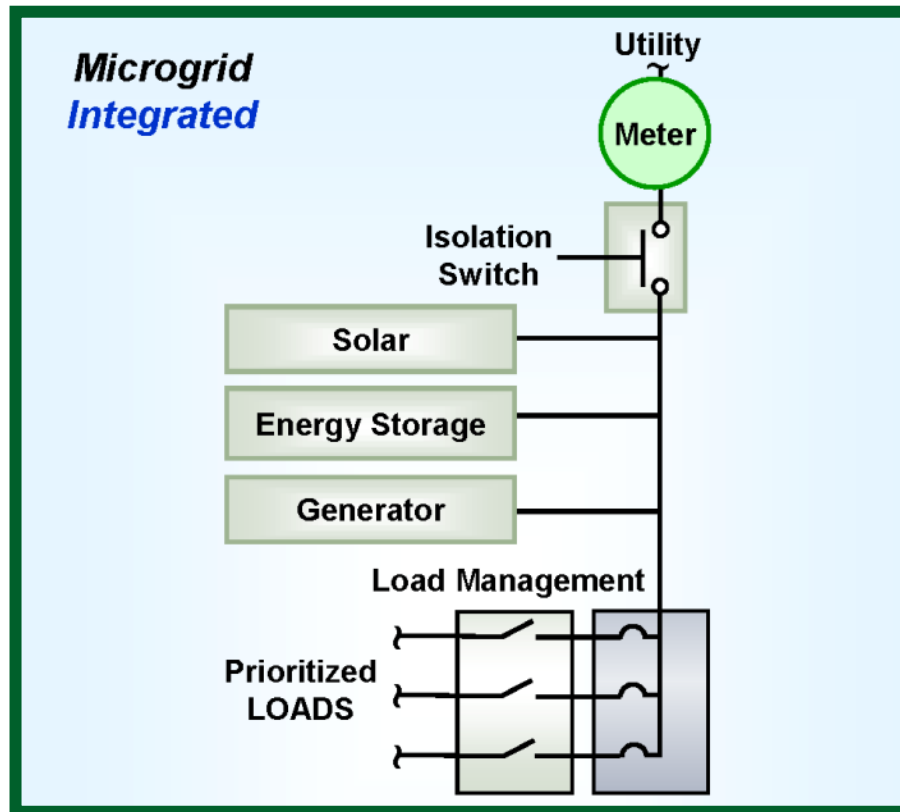 Microgrid
Integrated
Utility
~
Meter
Isolation
Switch
Solar
Energy Storage
Generator
Load Management
Prioritized
LOADS